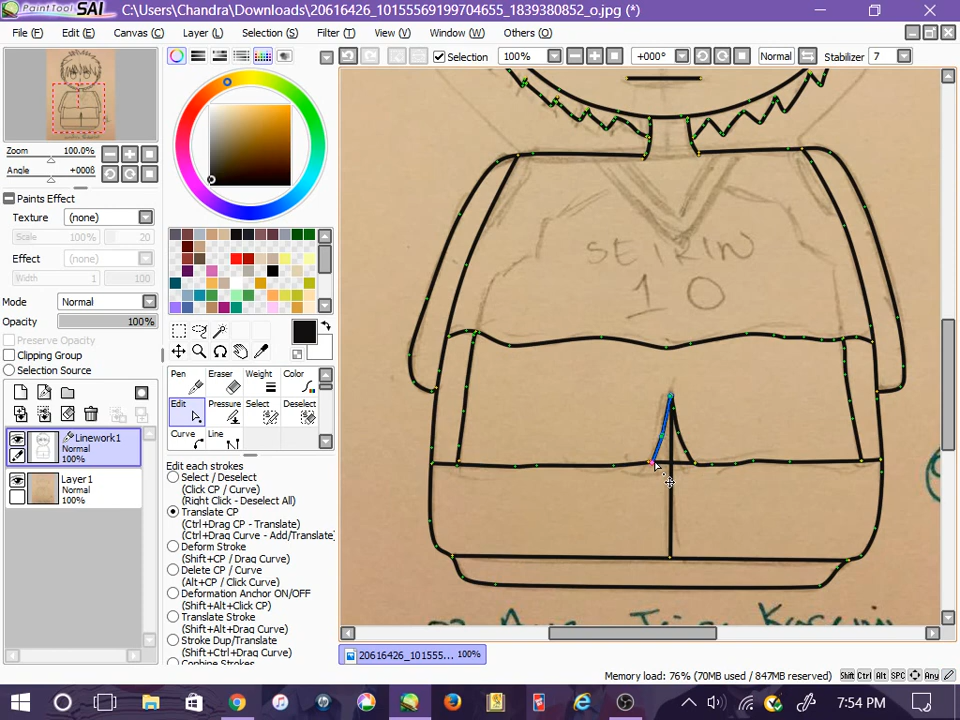 PaintTool SAI C:\Users\Chandra\Downloads\20616426_10155569199704655_1839380852_o.jpg (*)
File (F) Edit (E) Canvas (C) Layer (L) Selection (S) Filter (T) View (V) Window (W) Others (O)
Selection 100% +000° Normal Stabilizer 7
Zoom 100.0%
Angle +000θ
Paints Effect
Texture (none)
Scale 100% 20
Effect (none)
Width 1 100
Mode Normal
Opacity 100%
Preserve Opacity
Clipping Group
Selection Source
Linework1
Normal
100%
Layer1
Normal
100%
Pen Eraser Weight Color
Edit Pressure Select Deselect
Curve Line
Edit each strokes
Select / Deselect
(Click CP / Curve)
(Right Click - Deselect All)
Translate CP
(Ctrl+Drag CP - Translate)
(Ctrl+Drag Curve - Add/Translate)
Deform Stroke
(Shift+CP / Drag Curve)
Delete CP / Curve
(Alt+CP / Click Curve)
Deformation Anchor ON/OFF
(Shift+Alt+Click CP)
Translate Stroke
(Shift+Alt+Drag Curve)
Stroke Dup/Translate
(Shift+Ctrl+Drag Curve)
Combine Strokes
SEIRIN
10
20616426_101555... 100%
Memory load: 76% (70MB used / 847MB reserved) Shift Ctrl Alt SPC Any
7:54 PM